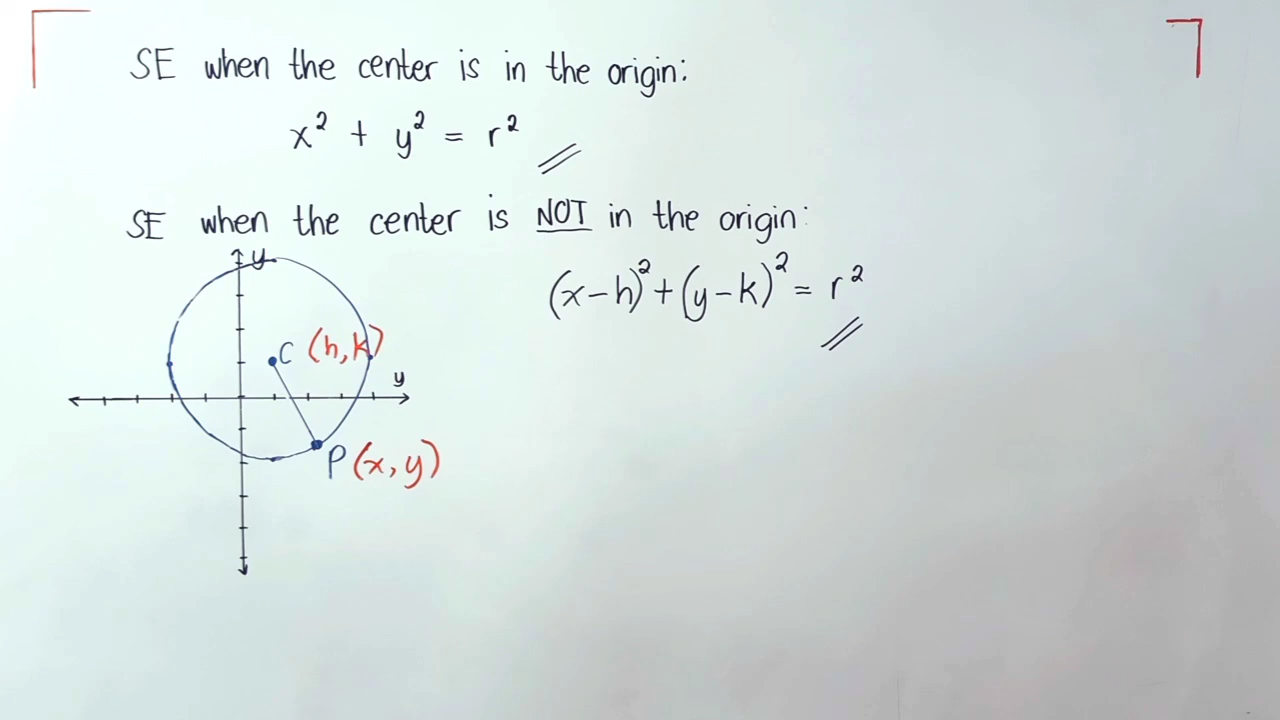 SE when the center is in the origin:
x² + y² = r²
SE when the center is NOT in the origin:
y
(x-h)² + (y-k)² = r²
C (h, k)
y
P (x, y)